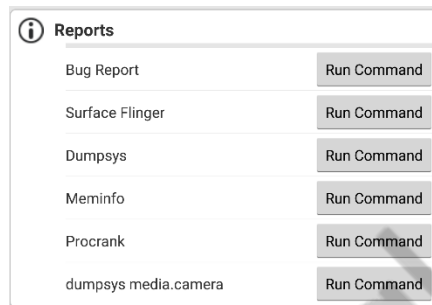 Reports
Bug Report Run Command
Surface Flinger Run Command
Dumpsys Run Command
Meminfo Run Command
Procrank Run Command
dumpsys media.camera Run Command